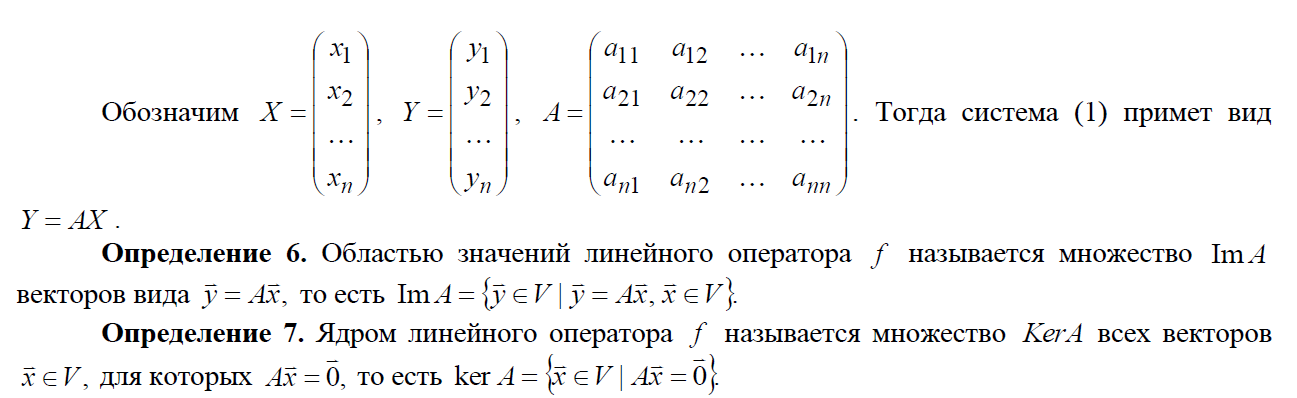 Обозначим X = (x₁ x₂ … xₙ), Y = (y₁ y₂ … yₙ), A = (a₁₁ a₁₂ … a₁ₙ; a₂₁ a₂₂ … a₂ₙ; … … … …; aₙ₁ aₙ₂ … aₙₙ). Тогда система (1) примет вид
Y = AX .
Определение 6. Областью значений линейного оператора f называется множество Im A
векторов вида y⃗ = Ax⃗, то есть Im A = {y⃗ ∈ V | y⃗ = Ax⃗, x⃗ ∈ V}.
Определение 7. Ядром линейного оператора f называется множество KerA всех векторов
x⃗ ∈ V, для которых Ax⃗ = 0⃗, то есть ker A = {x⃗ ∈ V | Ax⃗ = 0⃗}.